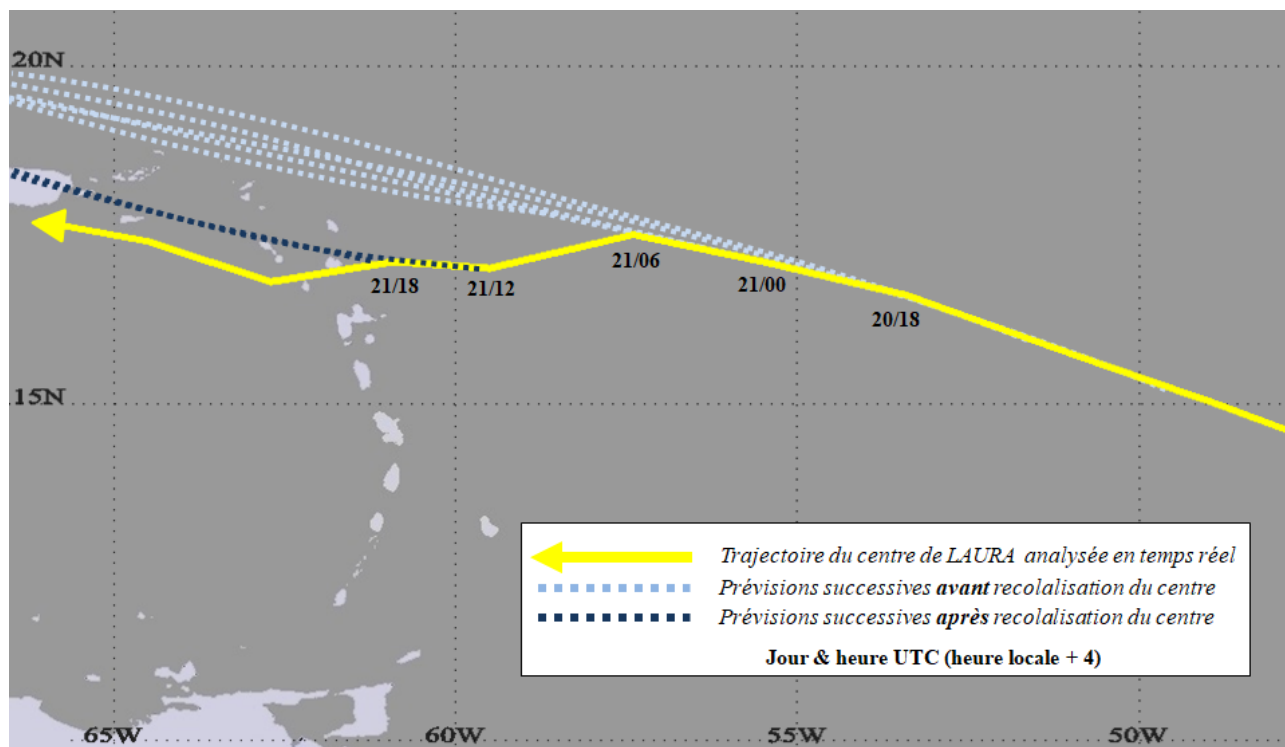 20N
21/06
21/18
21/12
21/00
20/18
15N
Trajectoire du centre de LAURA analysée en temps réel
Prévisions successives avant recolalisation du centre
Prévisions successives après recolalisation du centre
Jour & heure UTC (heure locale + 4)
65W
60W
55W
50W